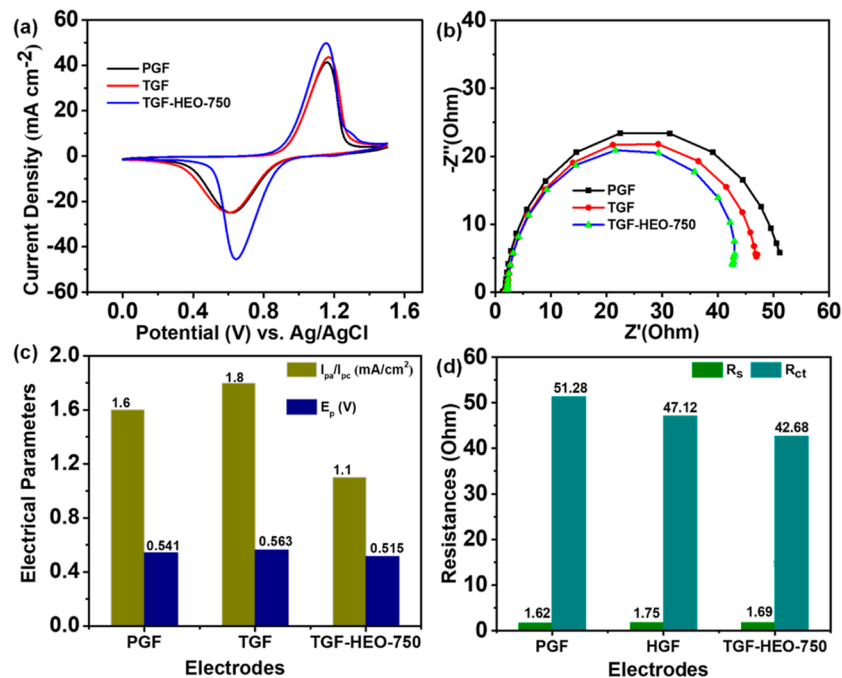 (a)
Current Density (mA cm⁻²)
60
40
20
0
-20
-40
-60
PGF
TGF
TGF-HEO-750
0.0 0.4 0.8 1.2 1.6
Potential (V) vs. Ag/AgCl
(b)
-Z''(Ohm)
40
30
20
10
0
PGF
TGF
TGF-HEO-750
0 10 20 30 40 50 60
Z'(Ohm)
(c)
Electrical Parameters
2.0
1.6
1.2
0.8
0.4
0.0
Ipa/Ipc (mA/cm²)
Ep (V)
1.6
0.541
1.8
0.563
1.1
0.515
PGF TGF TGF-HEO-750
Electrodes
(d)
Resistances (Ohm)
60
50
40
30
20
10
0
Rs Rct
1.62
51.28
1.75
47.12
1.69
42.68
PGF HGF TGF-HEO-750
Electrodes